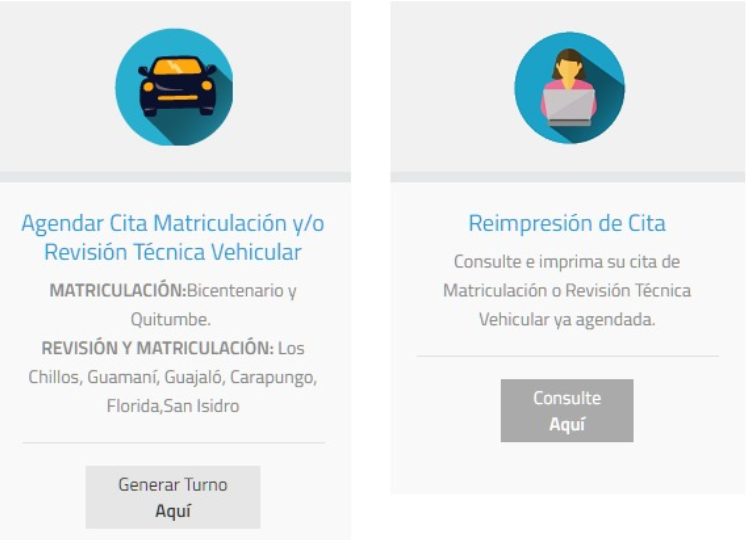 Agendar Cita Matriculación y/o
Revisión Técnica Vehicular
MATRICULACIÓN:Bicentenario y
Quitumbe.
REVISIÓN Y MATRICULACIÓN: Los
Chillos, Guamaní, Guajaló, Carapungo,
Florida,San Isidro
Generar Turno
Aquí
Reimpresión de Cita
Consulte e imprima su cita de
Matriculación o Revisión Técnica
Vehicular ya agendada.
Consulte
Aquí